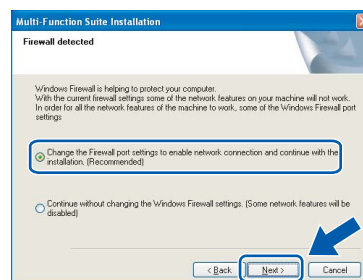 Multi-Function Suite Installation
Firewall detected
Windows Firewall is helping to protect your computer.
With the current firewall settings some of the network features on your machine will not work.
In order for all the network features of the machine to work, some of the Windows Firewall port
settings
Change the Firewall port settings to enable network connection and continue with the
installation. (Recommended)
Continue without changing the Windows Firewall settings. (Some network features will be
disabled)
< Back
Next >
Cancel